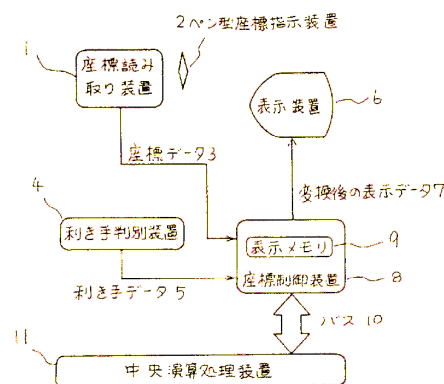 2ペン型座標指示装置
1
座標読み
取り装置
表示装置
6
座標データ3
変換後の表示データ7
4
利き手判別装置
表示メモリ
9
座標制御装置
8
利き手データ5
バス10
11
中央演算処理装置